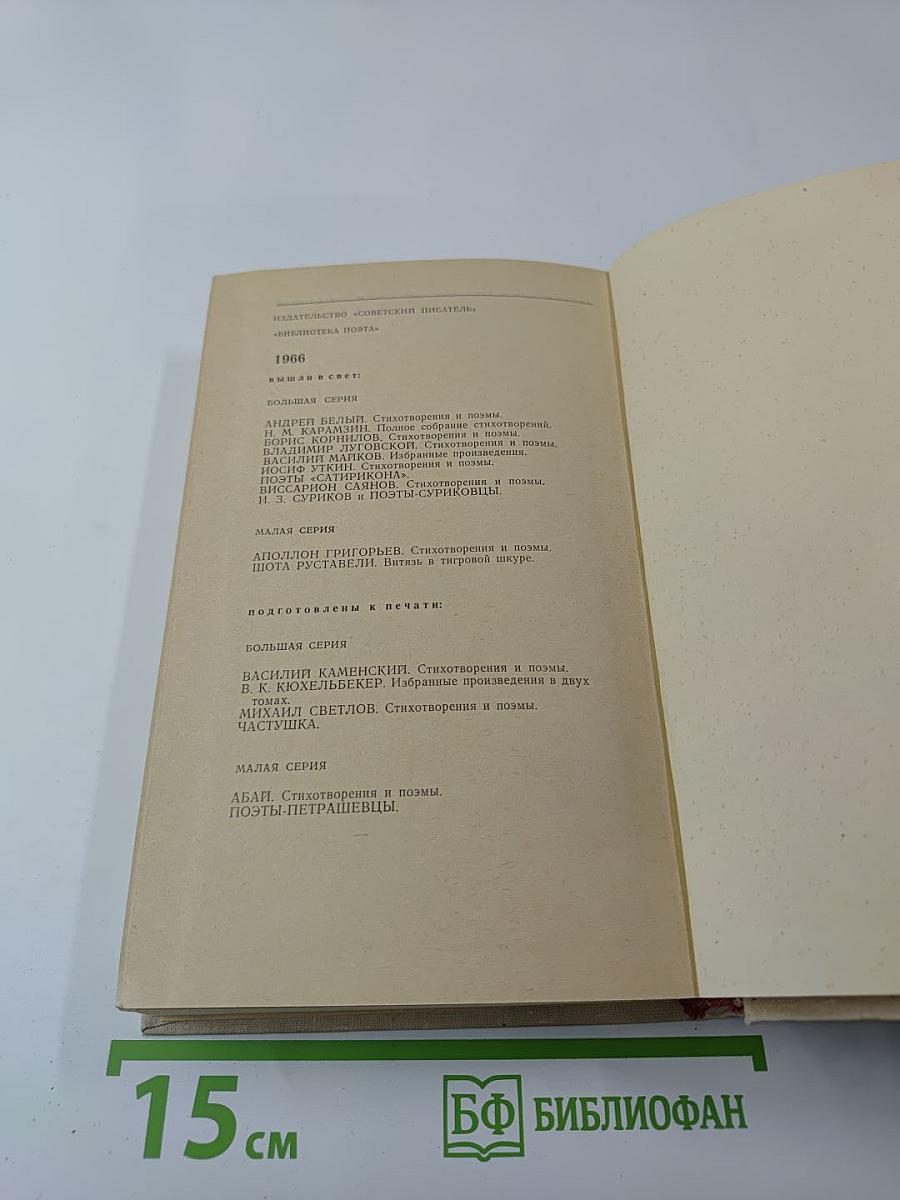 ИЗДАТЕЛЬСТВО «СОВЕТСКИЙ ПИСАТЕЛЬ»
«БИБЛИОТЕКА ПОЭТА»
1966
вышли в свет:
БОЛЬШАЯ СЕРИЯ
АНДРЕЙ БЕЛЫЙ. Стихотворения и поэмы.
Н. М. КАРАМЗИН. Полное собрание стихотворений.
БОРИС КОРНИЛОВ. Стихотворения и поэмы.
ВЛАДИМИР ЛУГОВСКОЙ. Стихотворения и поэмы.
ВАСИЛИЙ МАЙКОВ. Избранные произведения.
ИОСИФ УТКИН. Стихотворения и поэмы.
ПОЭТЫ «САТИРИКОНА».
ВИССАРИОН САЯНОВ. Стихотворения и поэмы.
И. З. СУРИКОВ и ПОЭТЫ-СУРИКОВЦЫ.
МАЛАЯ СЕРИЯ
АПОЛЛОН ГРИГОРЬЕВ. Стихотворения и поэмы.
ШОТА РУСТАВЕЛИ. Витязь в тигровой шкуре.
подготовлены к печати:
БОЛЬШАЯ СЕРИЯ
ВАСИЛИЙ КАМЕНСКИЙ. Стихотворения и поэмы.
В. К. КЮХЕЛЬБЕКЕР. Избранные произведения в двух
томах.
МИХАИЛ СВЕТЛОВ. Стихотворения и поэмы.
ЧАСТУШКА.
МАЛАЯ СЕРИЯ
АБАЙ. Стихотворения и поэмы.
ПОЭТЫ-ПЕТРАШЕВЦЫ.
15 см
БФ БИБЛИОФАН